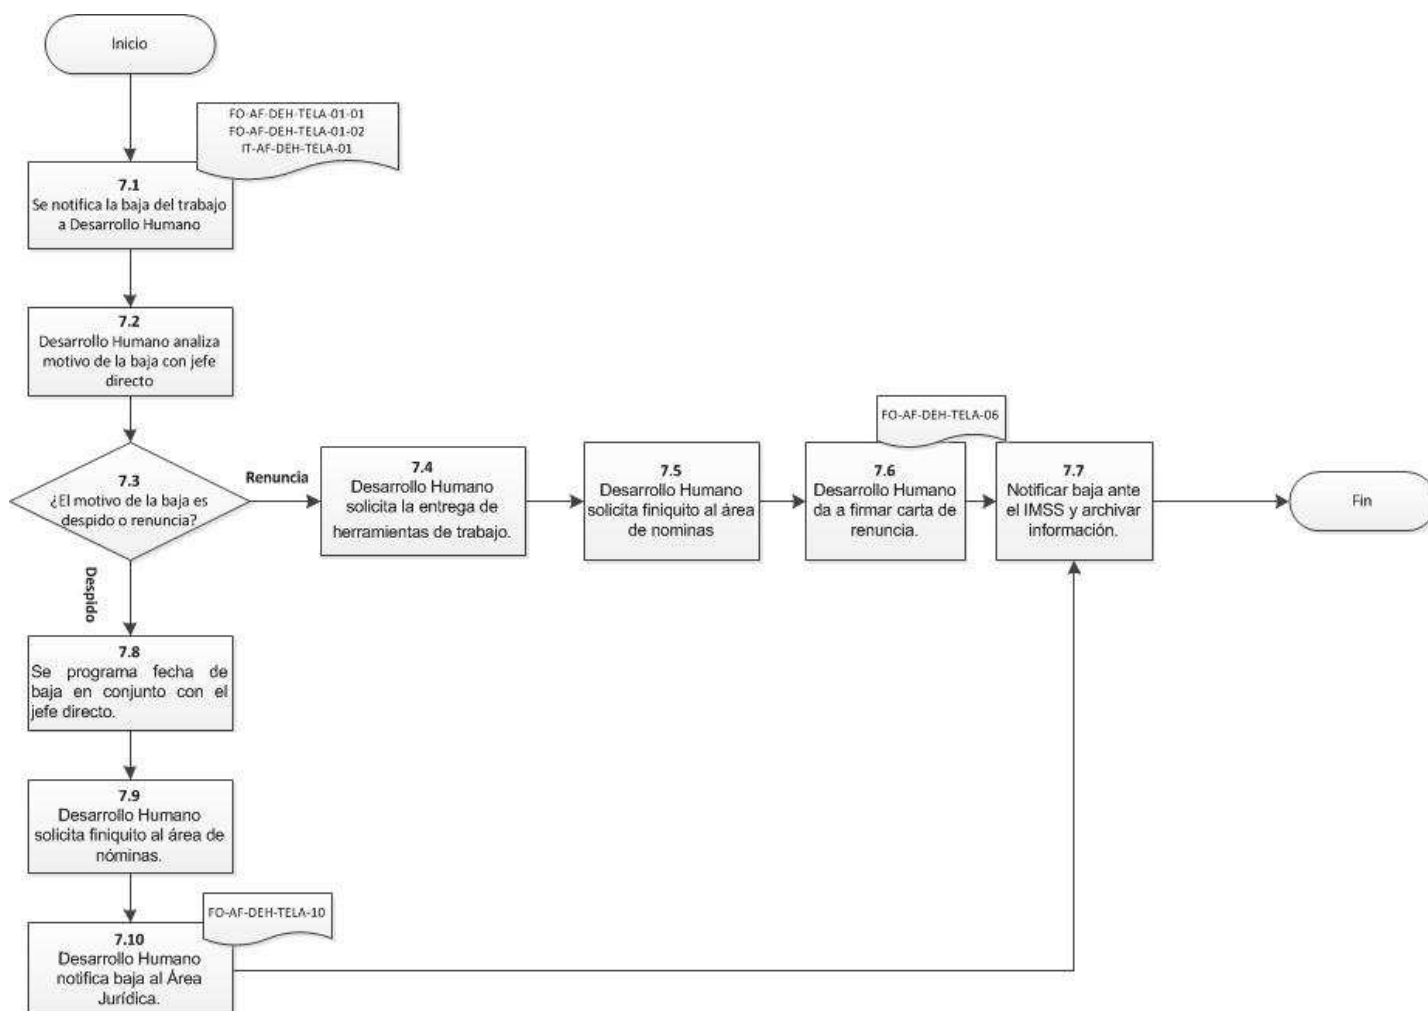 Inicio
FO-AF-DEH-TELA-01-01
FO-AF-DEH-TELA-01-02
IT-AF-DEH-TELA-01
7.1
Se notifica la baja del trabajo
a Desarrollo Humano
7.2
Desarrollo Humano analiza
motivo de la baja con jefe
directo
7.3
¿El motivo de la baja es
despido o renuncia?
Renuncia
7.4
Desarrollo Humano
solicita la entrega de
herramientas de trabajo.
7.5
Desarrollo Humano
solicita finiquito al área
de nominas
FO-AF-DEH-TELA-06
7.6
Desarrollo Humano
da a firmar carta de
renuncia.
7.7
Notificar baja ante
el IMSS y archivar
información.
Fin
Despido
7.8
Se programa fecha de
baja en conjunto con el
jefe directo.
7.9
Desarrollo Humano
solicita finiquito al área de
nóminas.
FO-AF-DEH-TELA-10
7.10
Desarrollo Humano
notifica baja al Área
Jurídica.